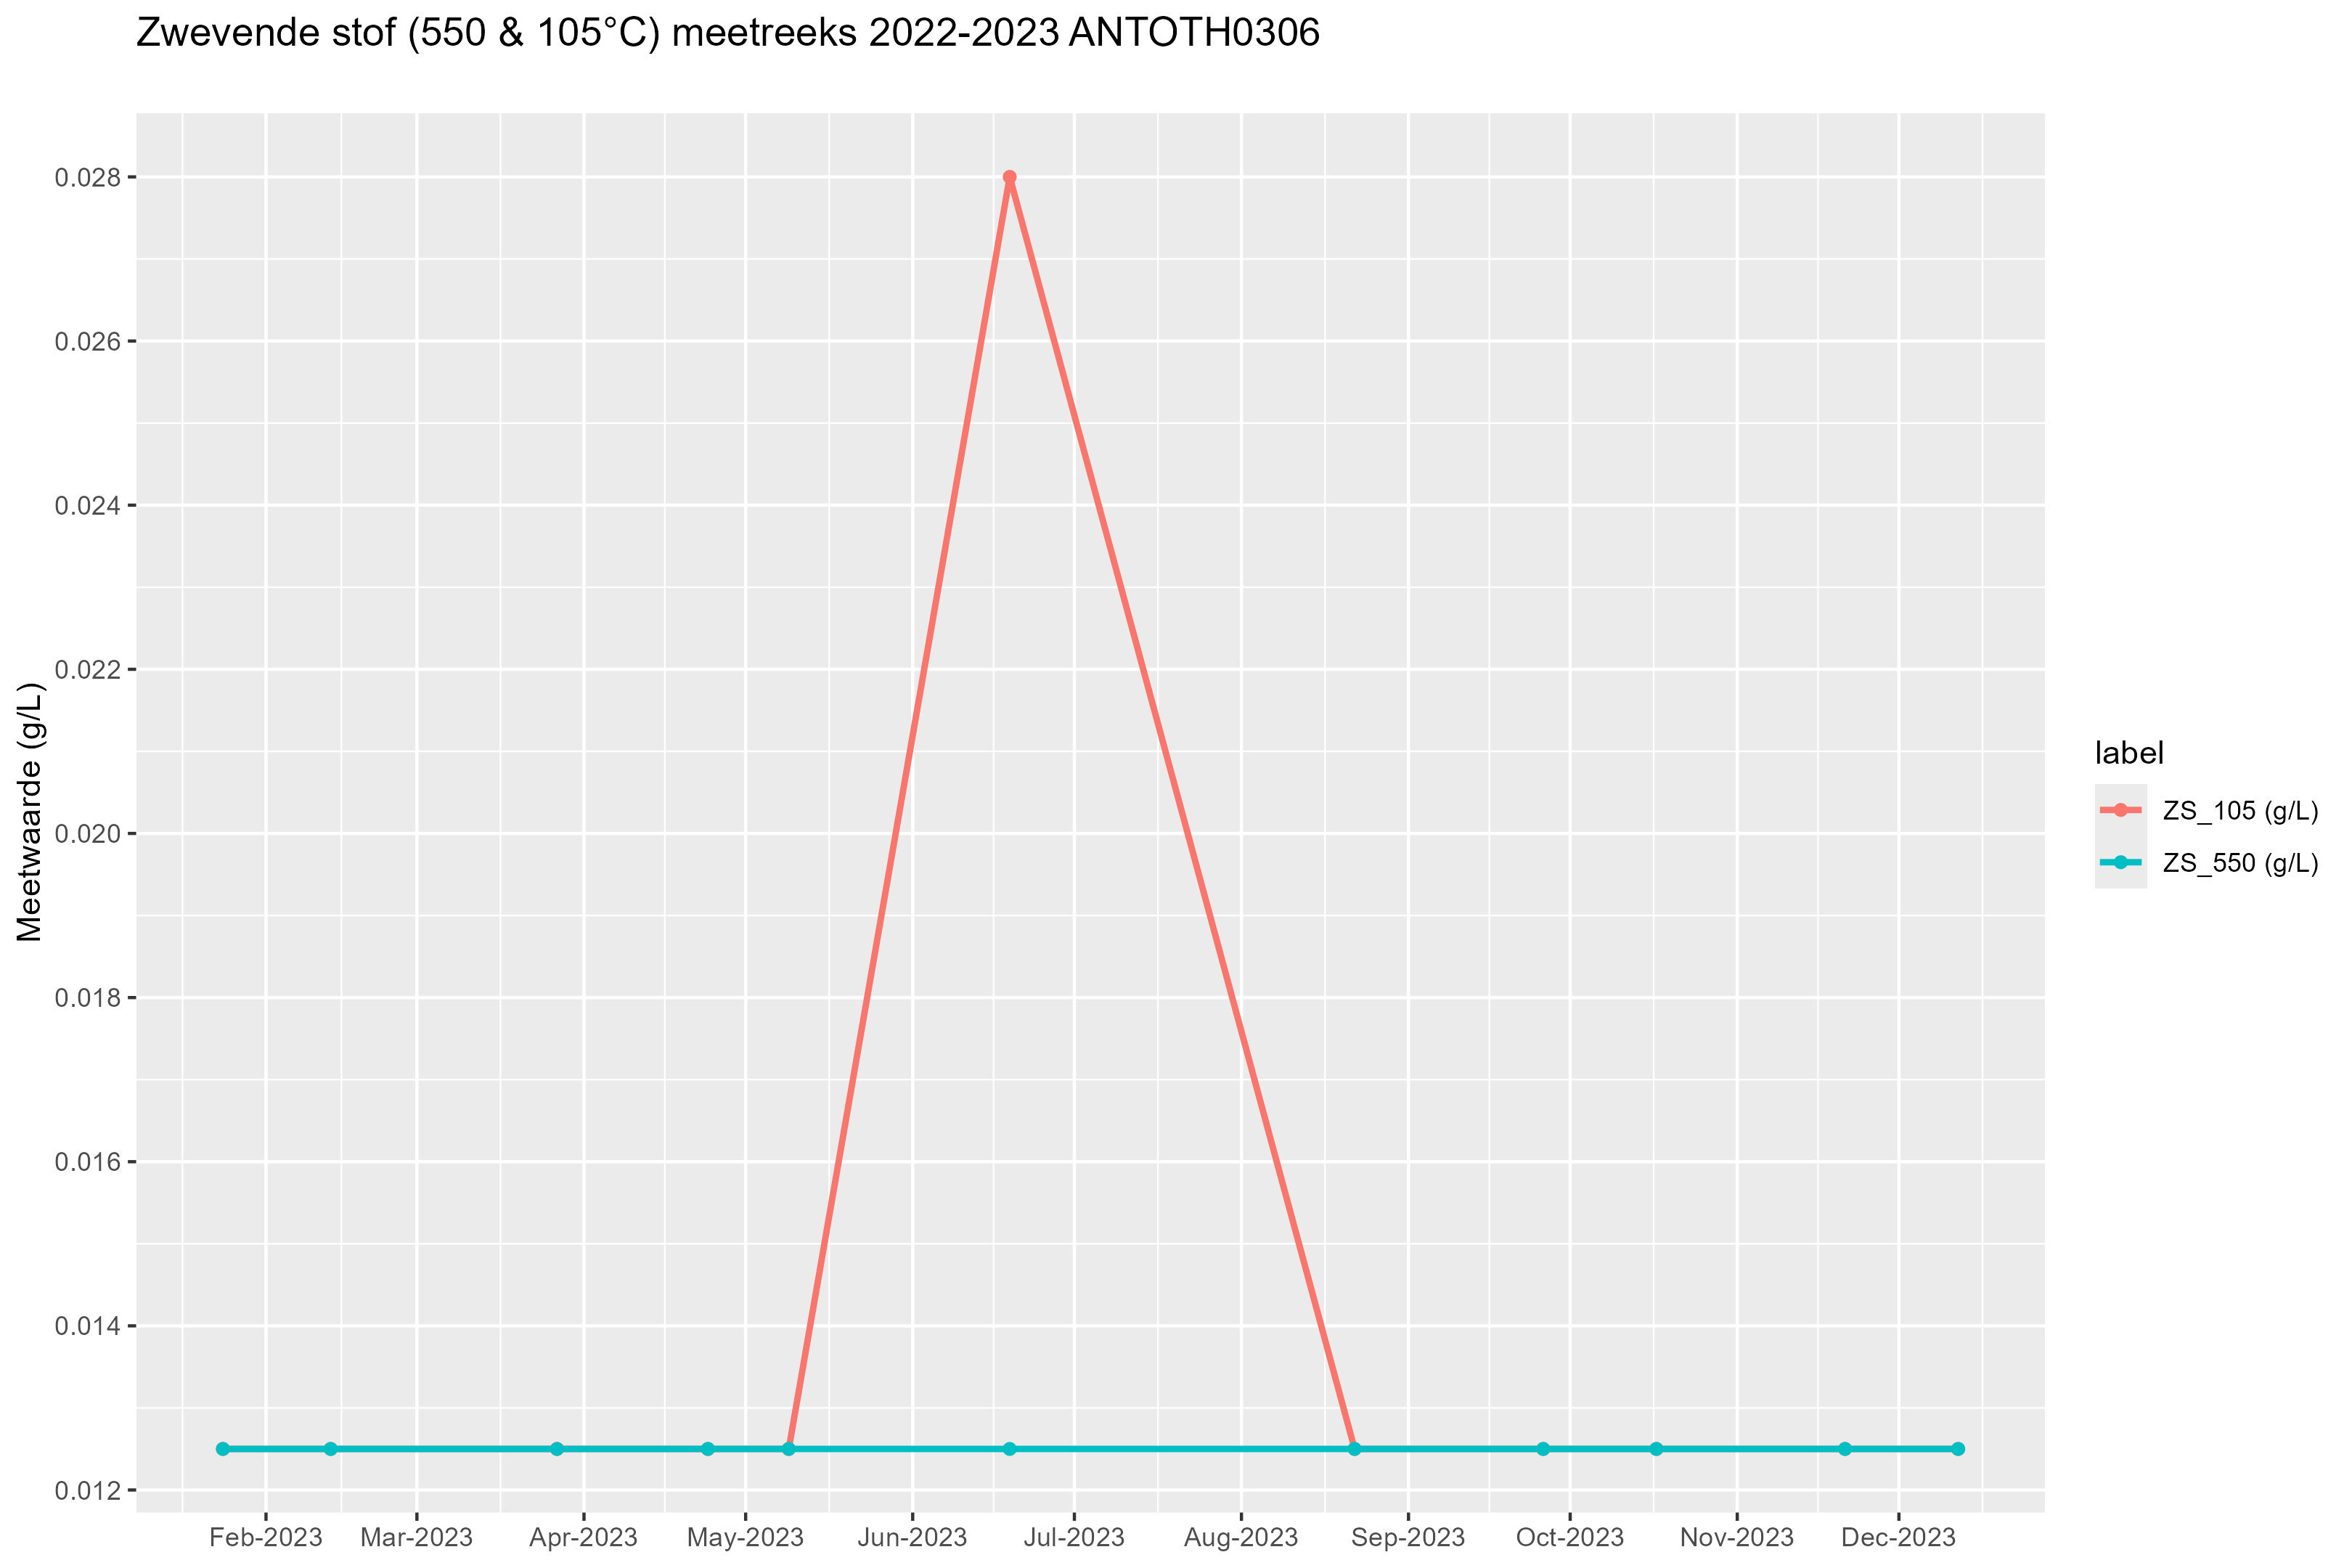 Zwevende stof (550 & 105°C) meetreeks 2022-2023 ANTOTH0306
Meetwaarde (g/L)
0.028
0.026
0.024
0.022
0.020
0.018
0.016
0.014
0.012
Feb-2023 Mar-2023 Apr-2023 May-2023 Jun-2023 Jul-2023 Aug-2023 Sep-2023 Oct-2023 Nov-2023 Dec-2023
label
ZS_105 (g/L)
ZS_550 (g/L)